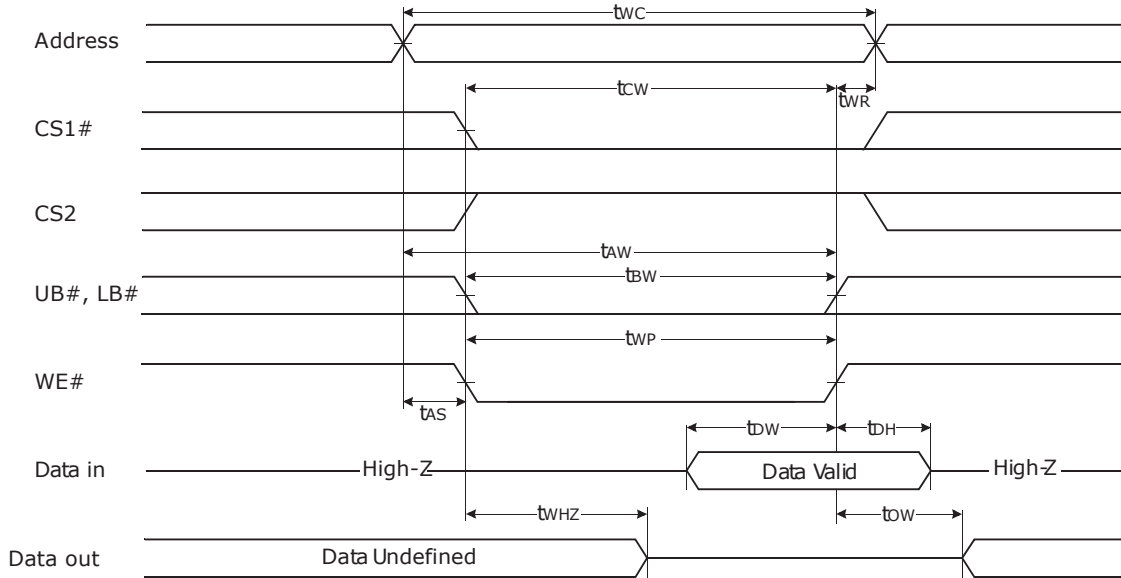 tWC
Address
tCW
tWR
CS1#
CS2
tAW
tBW
UB#, LB#
tWP
WE#
tAS
tDW
tDH
Data in
High-Z
Data Valid
High-Z
tWHZ
tOW
Data out
Data Undefined